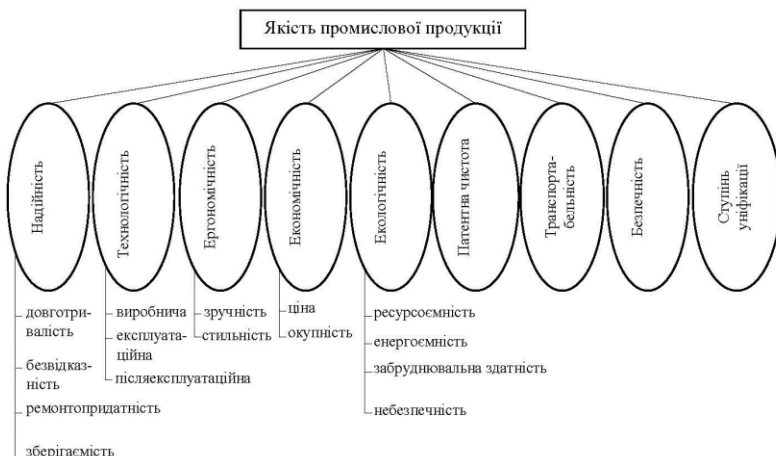 Якість промислової продукції
Надійність
Технологічність
Ергономічність
Економічність
Екологічність
Патентна чистота
Транспорта-
бельність
Безпечність
Ступінь
уніфікації
довготри-
валість
безвідказ-
ність
ремонтопридатність
зберігаємість
виробнича
експлуата-
ційна
післяексплуатаційна
зручність
стильність
ціна
окупність
ресурсоємність
енергоємність
забруднювальна здатність
небезпечність